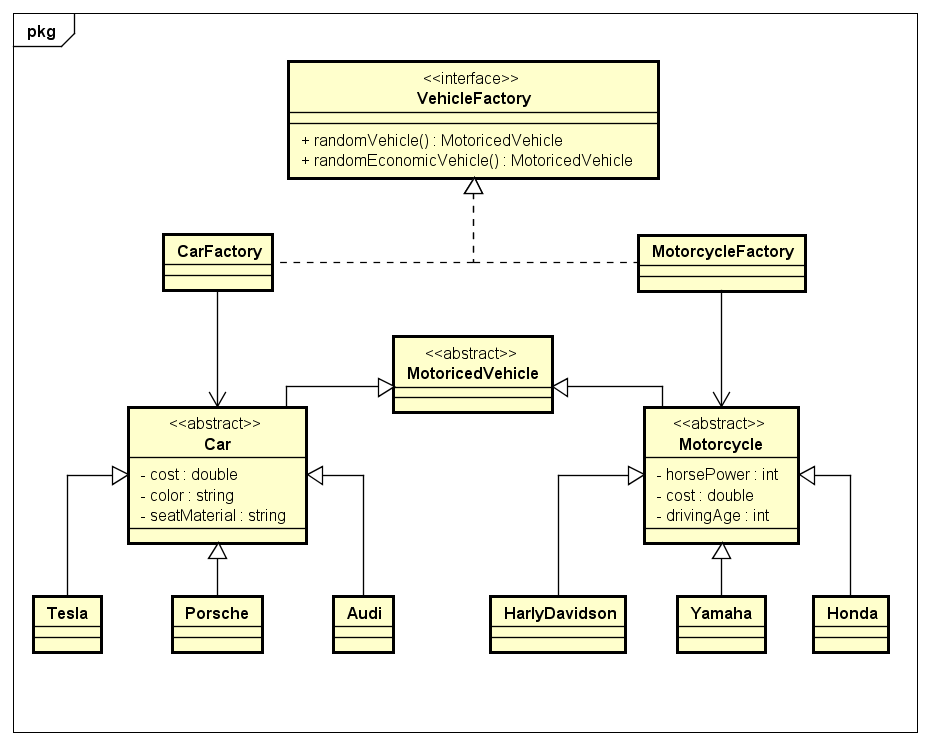 pkg
<<interface>>
VehicleFactory
+ randomVehicle() : MotoricedVehicle
+ randomEconomicVehicle() : MotoricedVehicle
CarFactory
MotorcycleFactory
<<abstract>>
MotoricedVehicle
<<abstract>>
Car
- cost : double
- color : string
- seatMaterial : string
<<abstract>>
Motorcycle
- horsePower : int
- cost : double
- drivingAge : int
Tesla
Porsche
Audi
HarlyDavidson
Yamaha
Honda